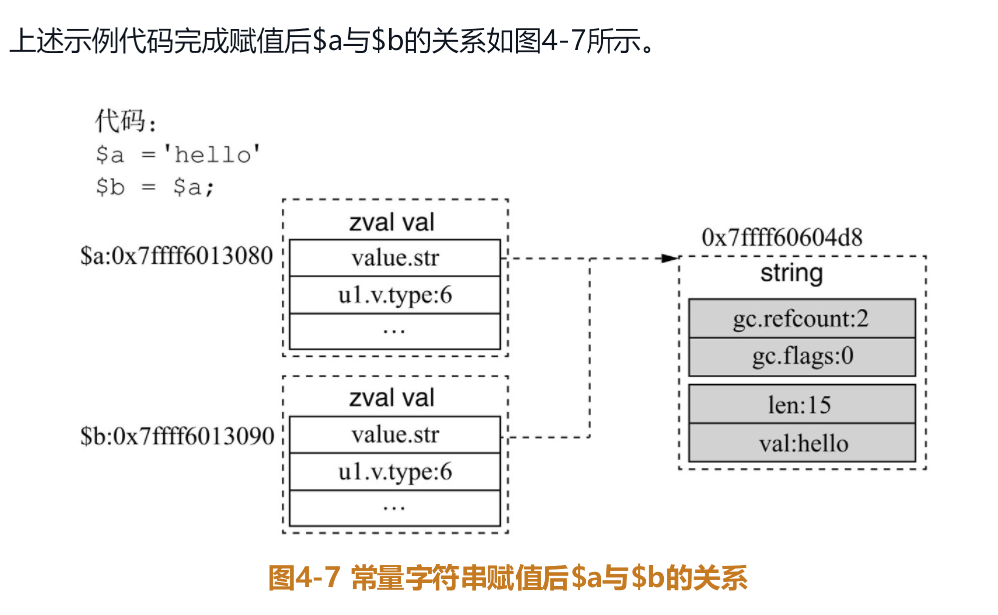 上述示例代码完成赋值后$a与$b的关系如图4-7所示。
代码：
$a ='hello'
$b = $a;
zval val
$a:0x7ffff6013080
value.str
u1.v.type:6
…
zval val
$b:0x7ffff6013090
value.str
u1.v.type:6
…
0x7ffff60604d8
string
gc.refcount:2
gc.flags:0
len:15
val:hello
图4-7 常量字符串赋值后$a与$b的关系